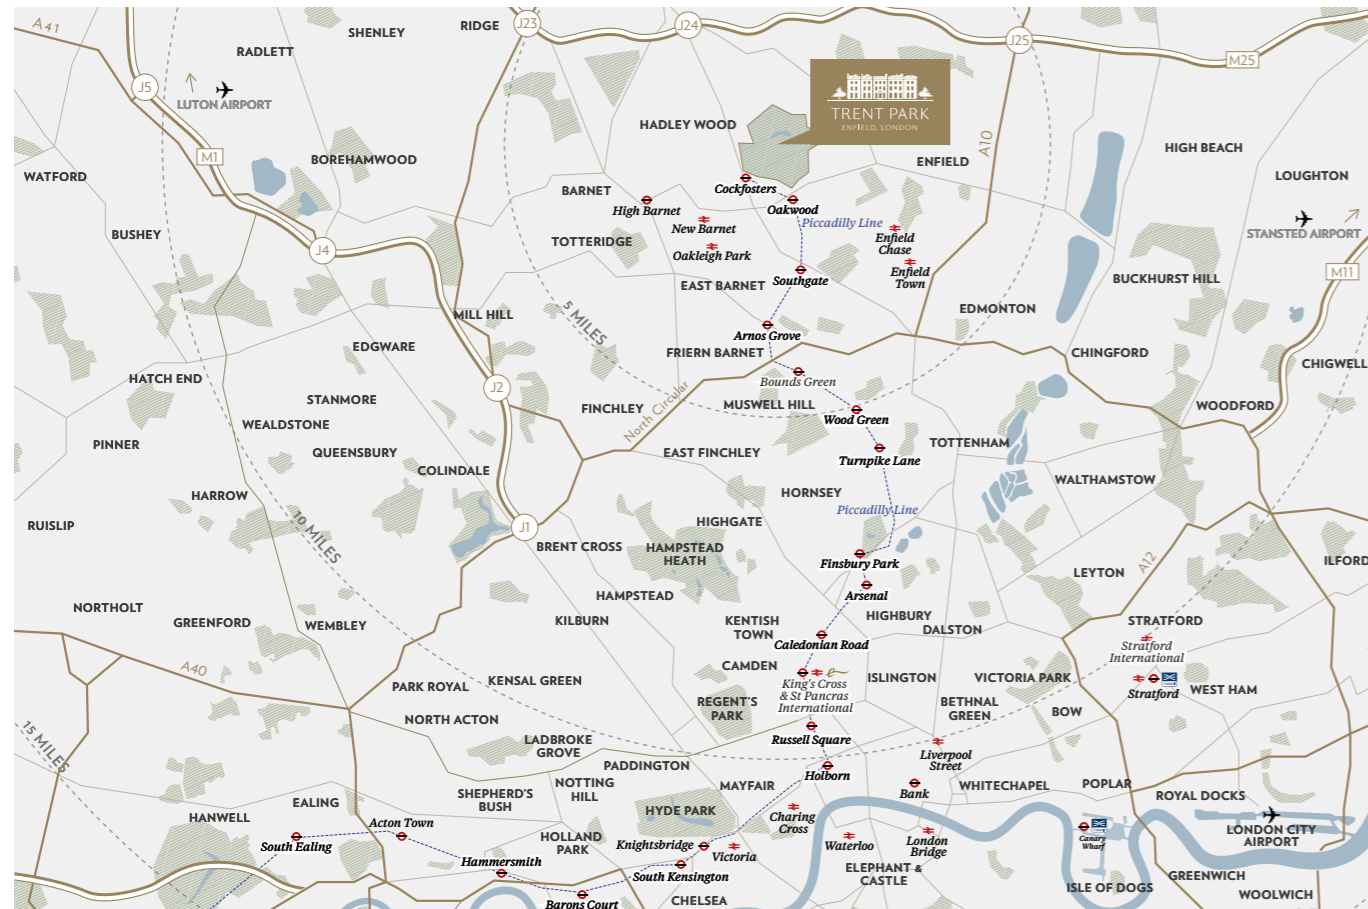 A41
SHENLEY
RIDGE
J23
J24
J25
M25
RADLETT
J5
LUTON AIRPORT
TRENT PARK
ENFIELD, LONDON
HADLEY WOOD
A10
M1
BOREHAMWOOD
ENFIELD
HIGH BEACH
WATFORD
LOUGHTON
BARNET
Cockfosters
High Barnet
Oakwood
New Barnet
Piccadilly Line
Enfield
Chase
STANSTED AIRPORT
BUSHEY
J4
TOTTERIDGE
Oakleigh Park
Enfield
Town
M11
EAST BARNET
Southgate
BUCKHURST HILL
MILL HILL
5 MILES
EDMONTON
Arnos Grove
EDGWARE
FRIERN BARNET
CHINGFORD
CHIGWELL
HATCH END
J2
Bounds Green
STANMORE
North Circular
FINCHLEY
MUSWELL HILL
Wood Green
WOODFORD
WEALDSTONE
PINNER
QUEENSBURY
EAST FINCHLEY
TOTTENHAM
Turnpike Lane
COLINDALE
WALTHAMSTOW
HARROW
HORNSEY
Piccadilly Line
RUISLIP
10 MILES
J1
HIGHGATE
BRENT CROSS
HAMPSTEAD
HEATH
Finsbury Park
A12
ILFORD
LEYTON
HAMPSTEAD
Arsenal
NORTHOLT
GREENFORD
WEMBLEY
KILBURN
KENTISH
TOWN
HIGHBURY
DALSTON
STRATFORD
Caledonian Road
Stratford
International
A40
CAMDEN
PARK ROYAL
KENSAL GREEN
King's Cross
& St Pancras
International
ISLINGTON
VICTORIA PARK
Stratford
WEST HAM
REGENT'S
PARK
BETHNAL
GREEN
BOW
NORTH ACTON
15 MILES
LADBROKE
GROVE
Russell Square
Liverpool
Street
PADDINGTON
Holborn
NOTTING
HILL
MAYFAIR
Bank
WHITECHAPEL
POPLAR
SHEPHERD'S
BUSH
ROYAL DOCKS
EALING
HYDE PARK
HANWELL
Acton Town
Charing
Cross
LONDON CITY
AIRPORT
South Ealing
HOLLAND
PARK
Knightsbridge
Victoria
Waterloo
London
Bridge
Canary
Wharf
Hammersmith
South Kensington
ELEPHANT &
CASTLE
ISLE OF DOGS
GREENWICH
WOOLWICH
Barons Court
CHELSEA